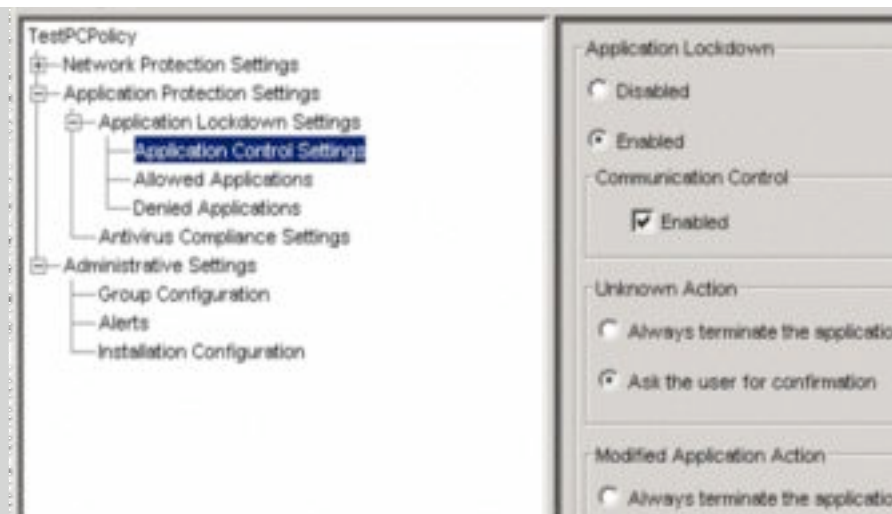 TestPCPolicy
Network Protection Settings
Application Protection Settings
Application Lockdown Settings
Application Control Settings
Allowed Applications
Denied Applications
Antivirus Compliance Settings
Administrative Settings
Group Configuration
Alerts
Installation Configuration
Application Lockdown
Disabled
Enabled
Communication Control
Enabled
Unknown Action
Always terminate the applicatio
Ask the user for confirmation
Modified Application Action
Always terminate the applicatio